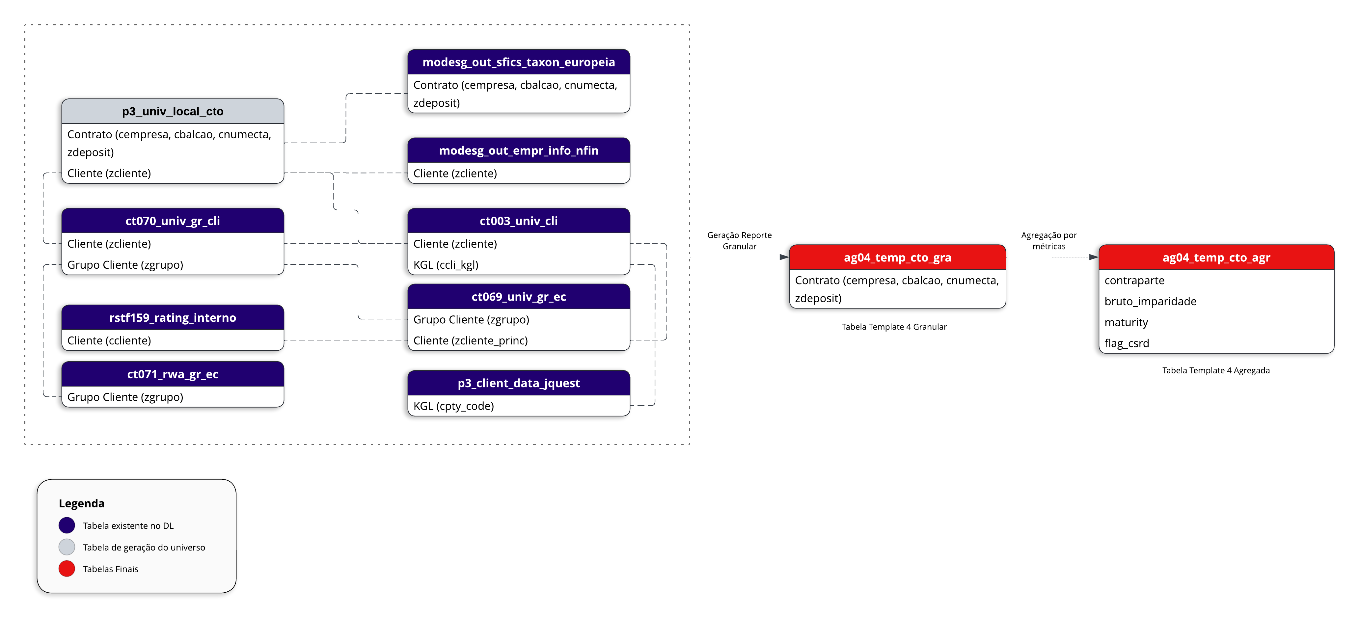 modesg_out_sfics_taxon_europeia
Contrato (cempresa, cbalcao, cnumecta,
zdeposit)
p3_univ_local_cto
Contrato (cempresa, cbalcao, cnumecta,
zdeposit)
Cliente (zcliente)
modesg_out_empr_info_nfin
Cliente (zcliente)
ct070_univ_gr_cli
Cliente (zcliente)
Grupo Cliente (zgrupo)
ct003_univ_cli
Cliente (zcliente)
KGL (ccli_kgl)
rstf159_rating_interno
Cliente (ccliente)
ct069_univ_gr_ec
Grupo Cliente (zgrupo)
Cliente (zcliente_princ)
ct071_rwa_gr_ec
Grupo Cliente (zgrupo)
p3_client_data_jquest
KGL (cpty_code)
Geração Reporte
Granular
ag04_temp_cto_gra
Contrato (cempresa, cbalcao, cnumecta,
zdeposit)
Tabela Template 4 Granular
Agregação por
métricas
ag04_temp_cto_agr
contraparte
bruto_imparidade
maturity
flag_csrd
Tabela Template 4 Agregada
Legenda
Tabela existente no DL
Tabela de geração do universo
Tabelas Finais